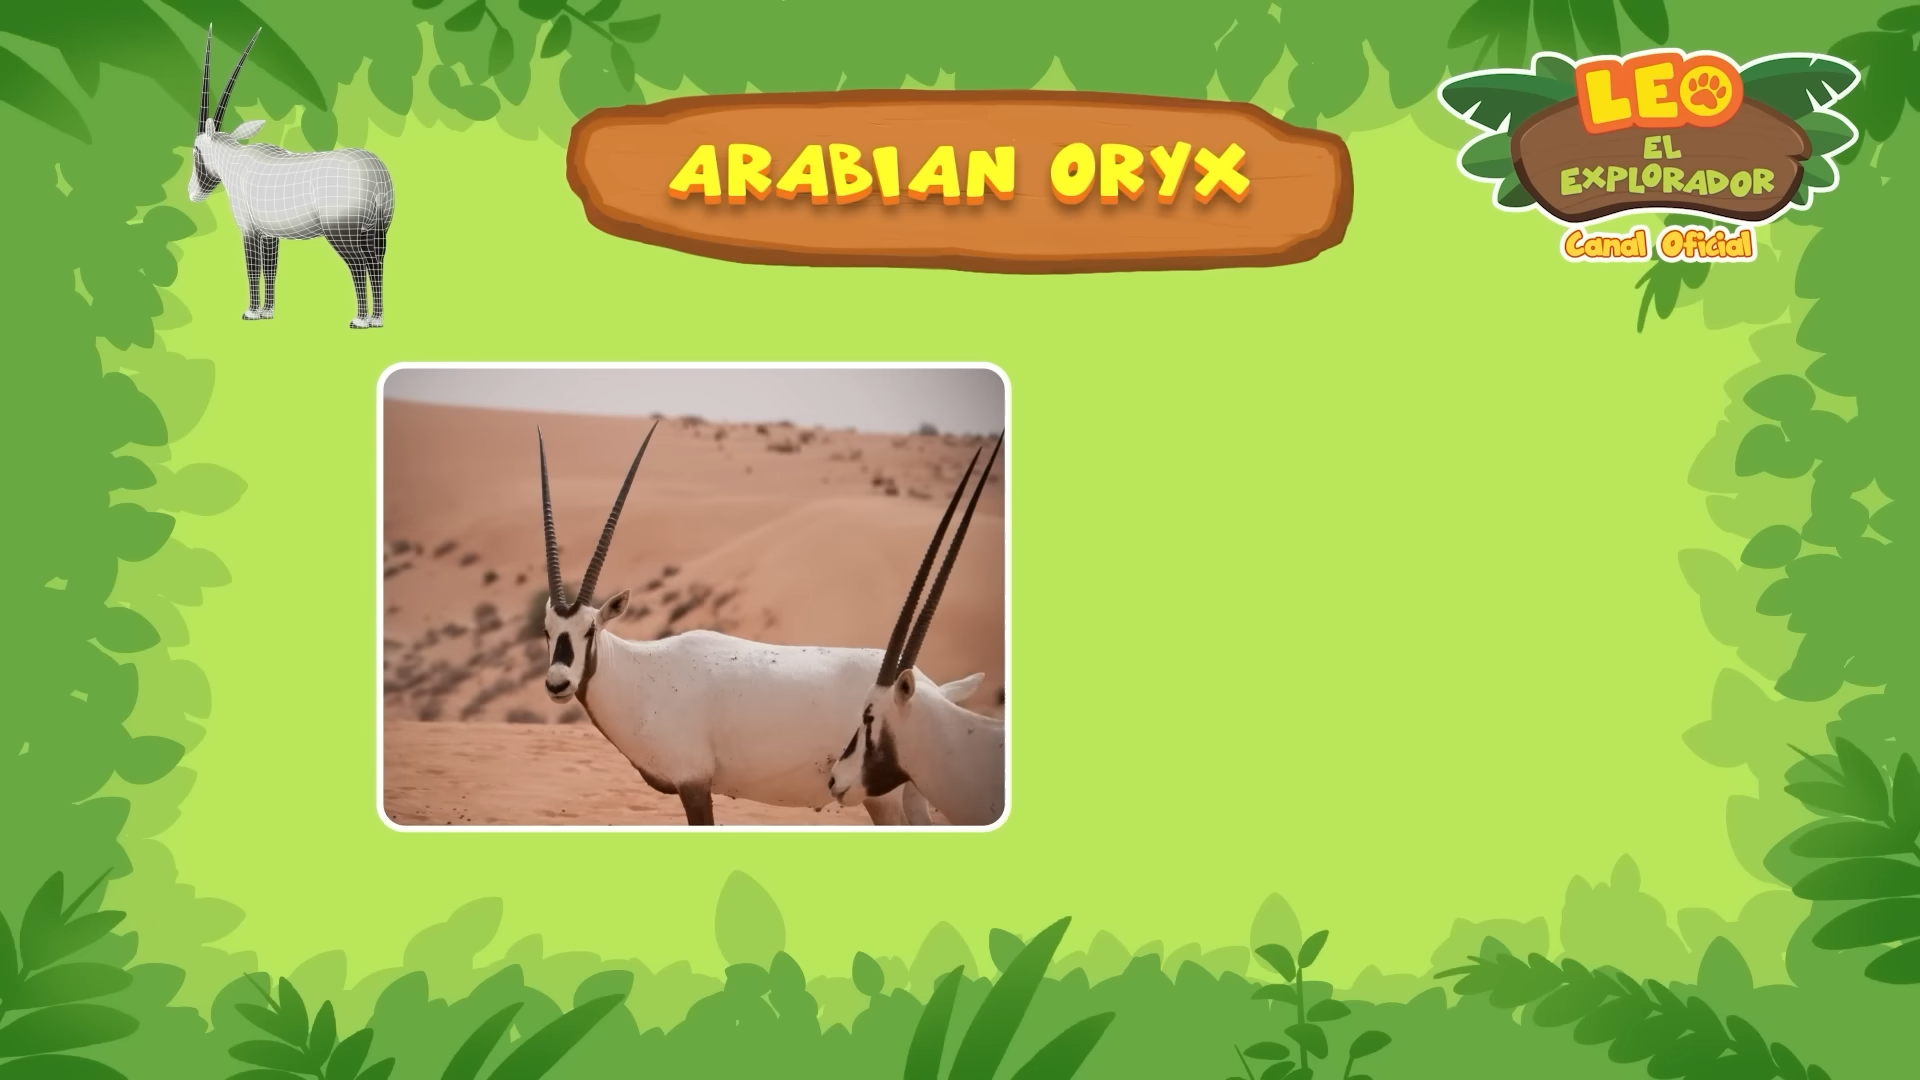 ARABIAN ORYX
LEO
EL
EXPLORADOR
Canal Oficial